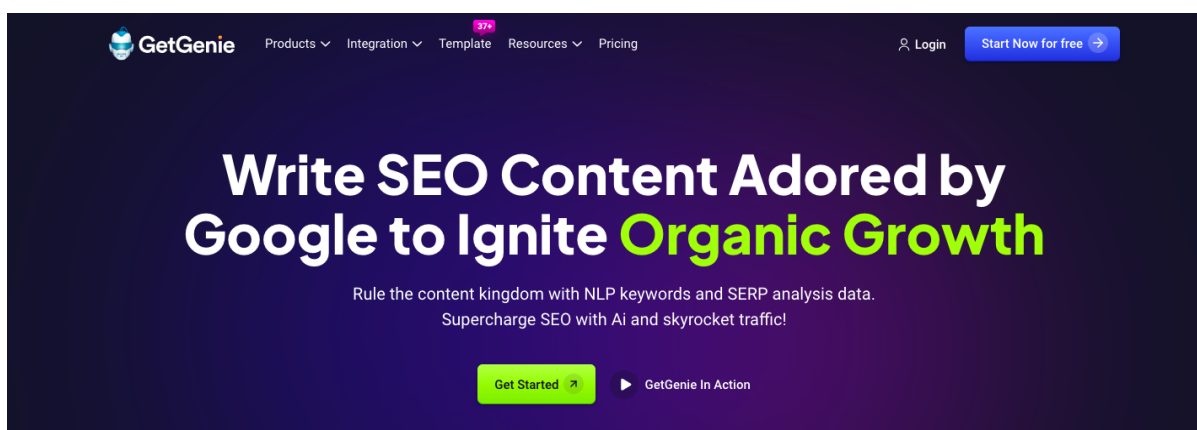 37+
GetGenie Products Integration Template Resources Pricing Login Start Now for free
Write SEO Content Adored by
Google to Ignite Organic Growth
Rule the content kingdom with NLP keywords and SERP analysis data.
Supercharge SEO with Ai and skyrocket traffic!
Get Started GetGenie In Action